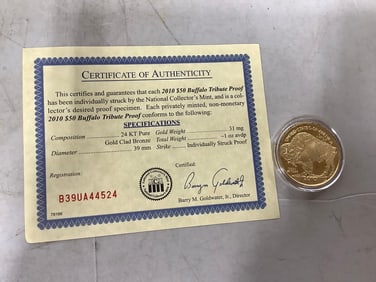 CERTIFICATE OF AUTHENTICITY
This certifies and guarantees that each 2010 $50 Buffalo Tribute Proof
has been individually struck by the National Collector's Mint, and is a col-
lector's desired proof specimen. Each privately minted, non-monetary
2010 $50 Buffalo Tribute Proof conforms to the following:
SPECIFICATIONS
Composition 24 KT Pure Gold Clad Bronze
Gold Weight 31 mg
Total Weight ~1 oz avdp
Diameter 39 mm
Strike Individually Struck Proof
Registration:
Certified:
B39UA44524
Barry M. Goldwater, Jr., Director